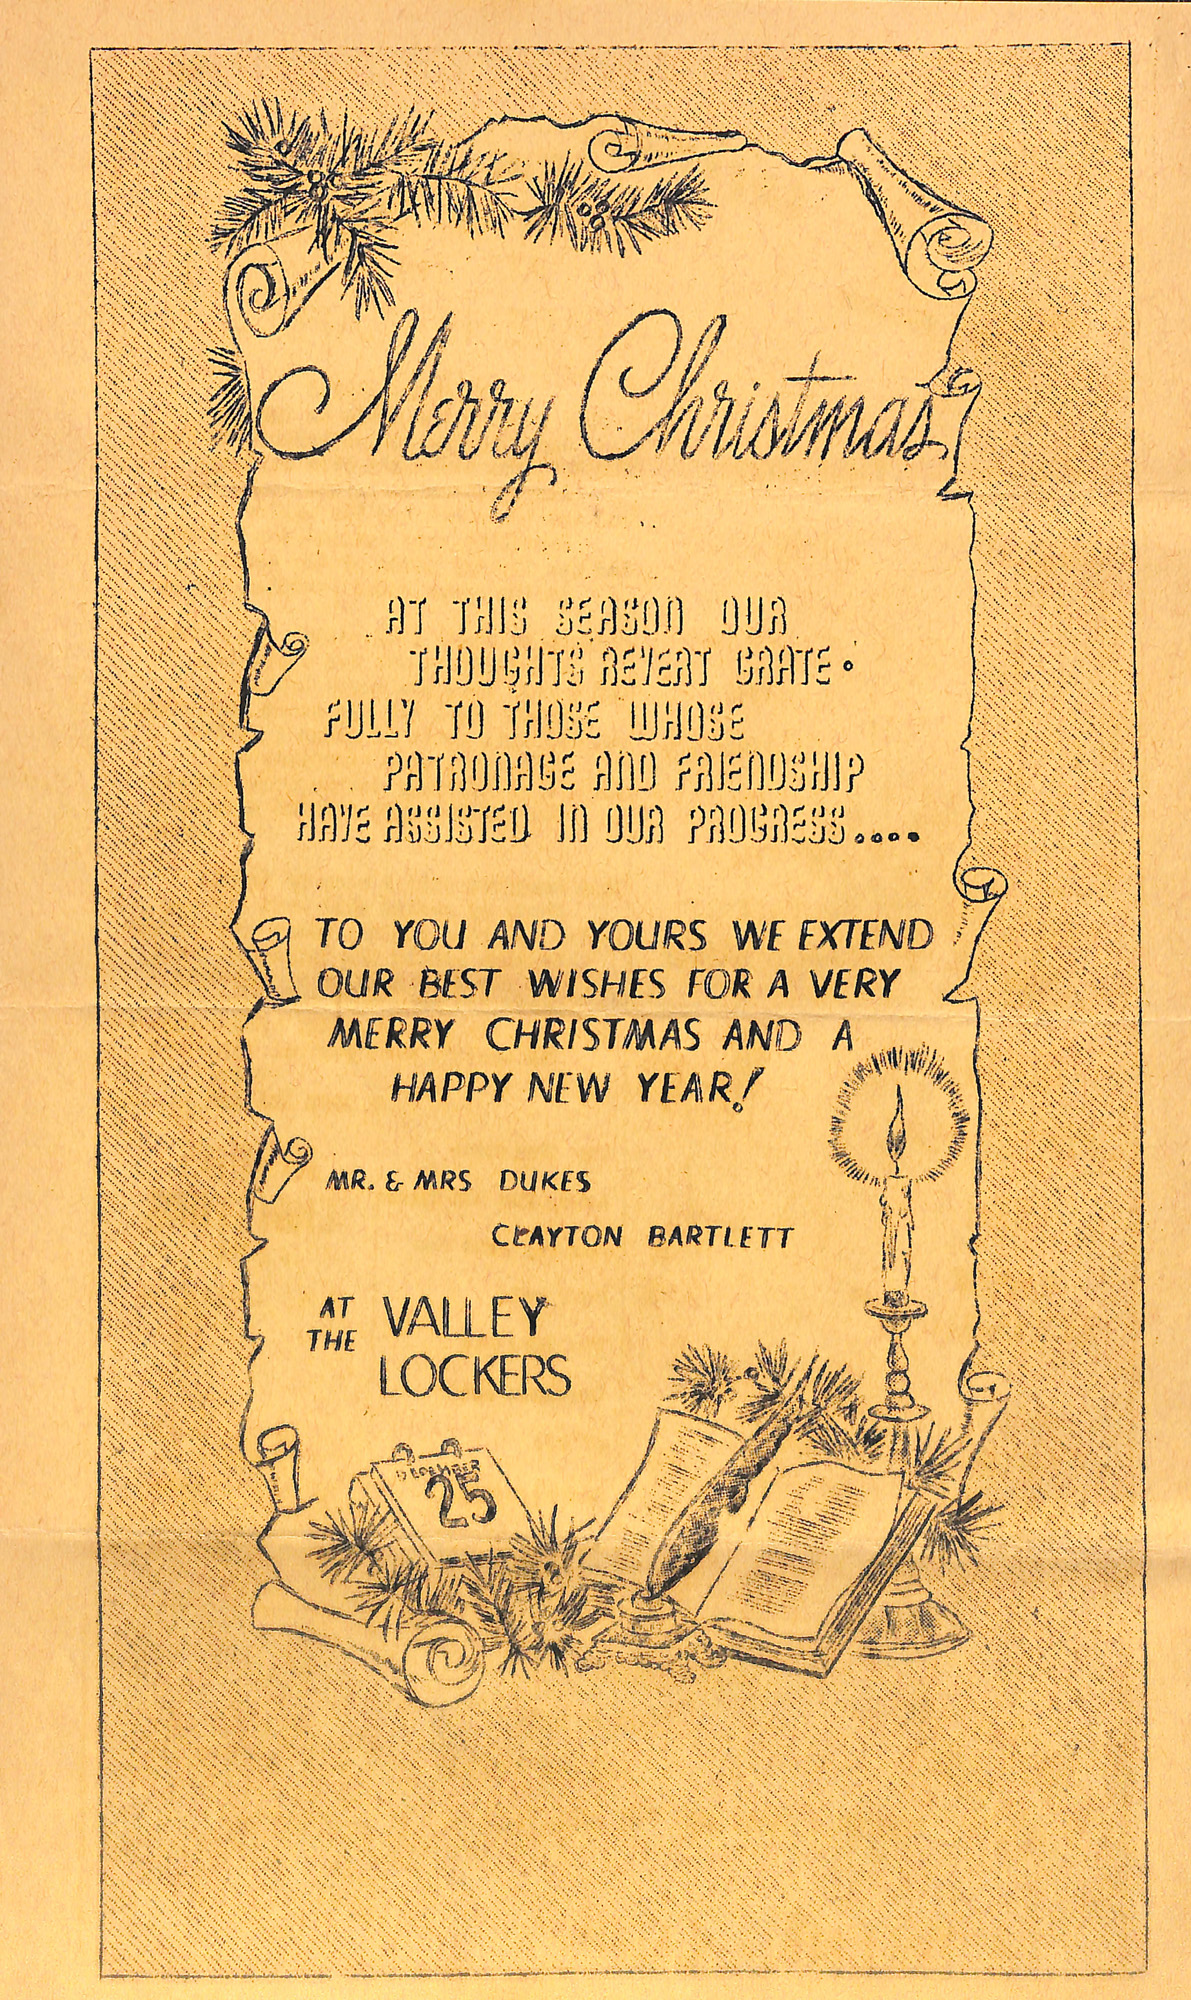 Merry Christmas
AT THIS SEASON OUR
THOUGHTS REVERT GRATE-
FULLY TO THOSE WHOSE
PATRONAGE AND FRIENDSHIP
HAVE ASSISTED IN OUR PROGRESS....
TO YOU AND YOURS WE EXTEND
OUR BEST WISHES FOR A VERY
MERRY CHRISTMAS AND A
HAPPY NEW YEAR!
MR. & MRS DUKES
CLAYTON BARTLETT
AT THE VALLEY
LOCKERS
DECEMBER
25